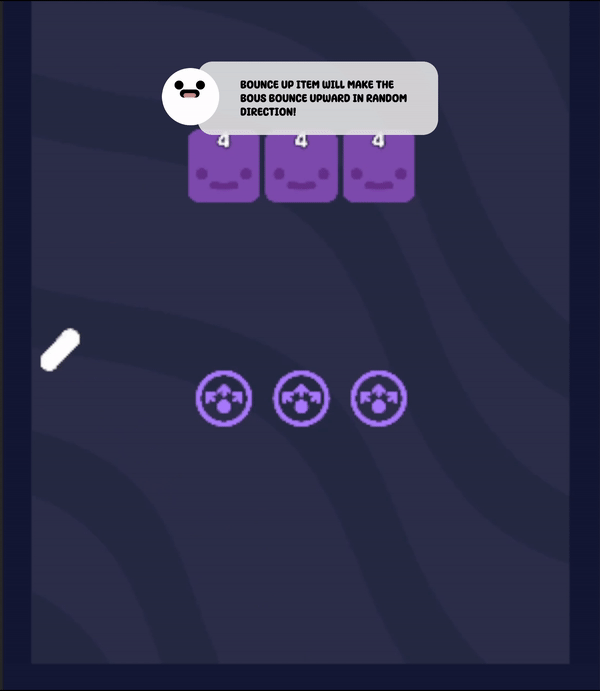 BOUNCE UP ITEM WILL MAKE THE
BOUS BOUNCE UPWARD IN RANDOM
DIRECTION!
4 4 4